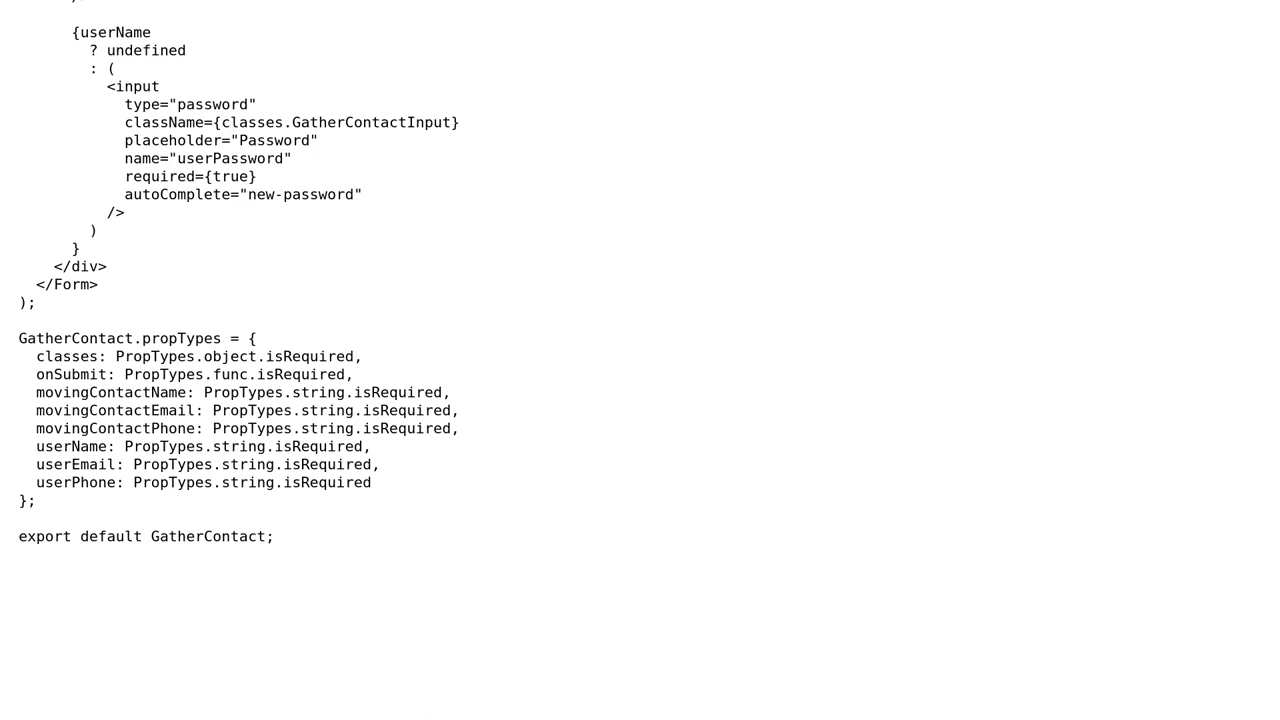 {userName
? undefined
: (
<input
type="password"
className={classes.GatherContactInput}
placeholder="Password"
name="userPassword"
required={true}
autoComplete="new-password"
/>
)
}
</div>
</Form>
);
GatherContact.propTypes = {
classes: PropTypes.object.isRequired,
onSubmit: PropTypes.func.isRequired,
movingContactName: PropTypes.string.isRequired,
movingContactEmail: PropTypes.string.isRequired,
movingContactPhone: PropTypes.string.isRequired,
userName: PropTypes.string.isRequired,
userEmail: PropTypes.string.isRequired,
userPhone: PropTypes.string.isRequired
};
export default GatherContact;